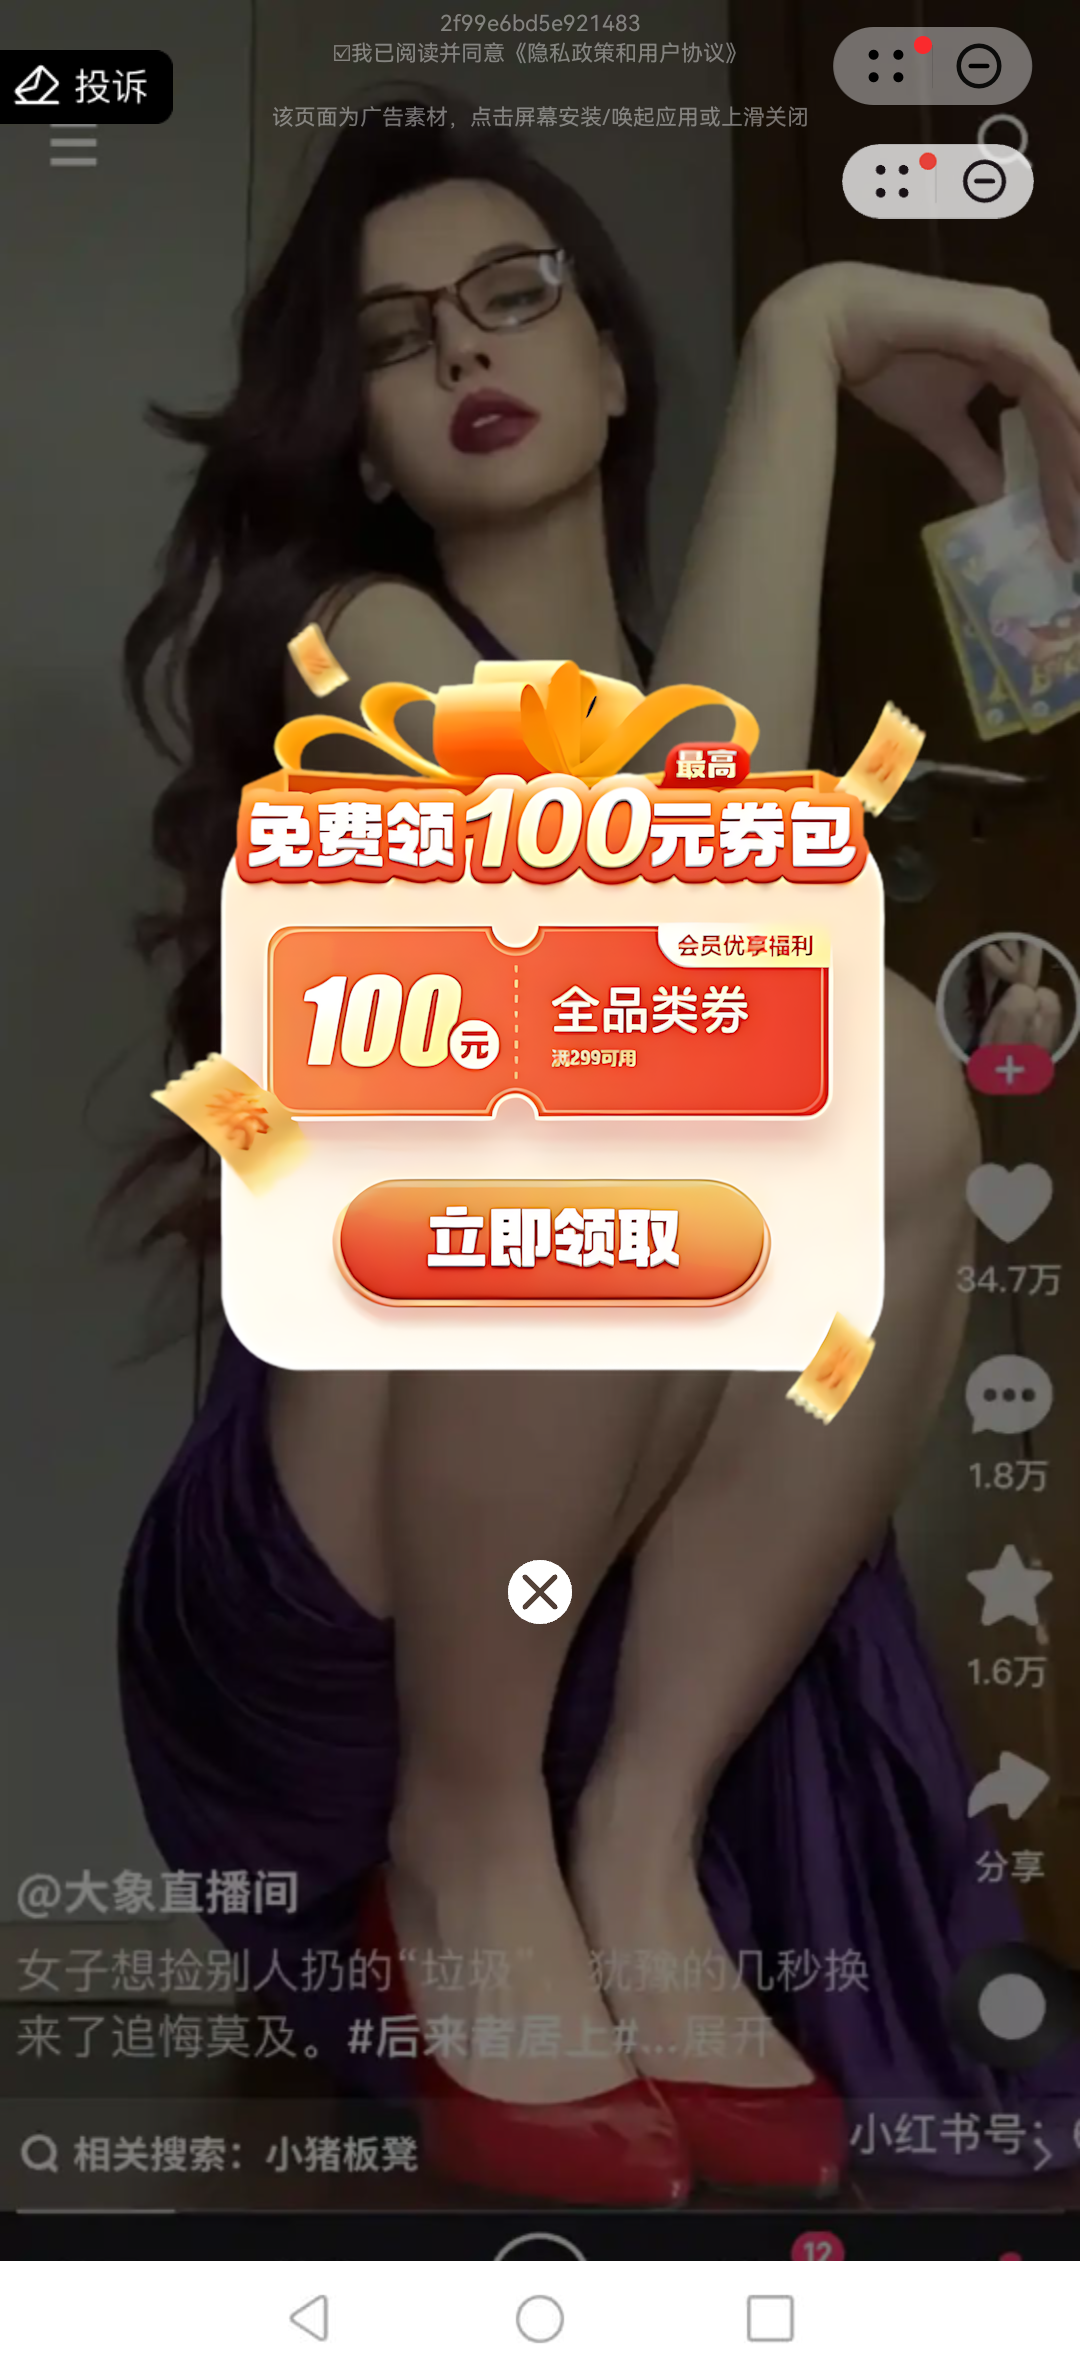 2f99e6bd5e921483
☑我已阅读并同意《隐私政策和用户协议》
投诉
该页面为广告素材，点击屏幕安装/唤起应用或上滑关闭
最高
免费领100元券包
会员优享福利
100元
全品类券
满299可用
券
立即领取
34.7万
1.8万
1.6万
分享
@大象直播间
女子想捡别人扔的“垃圾”，犹豫的几秒换
来了追悔莫及。#后来者居上#...展开
小红书号：
相关搜索：小猪板凳
12